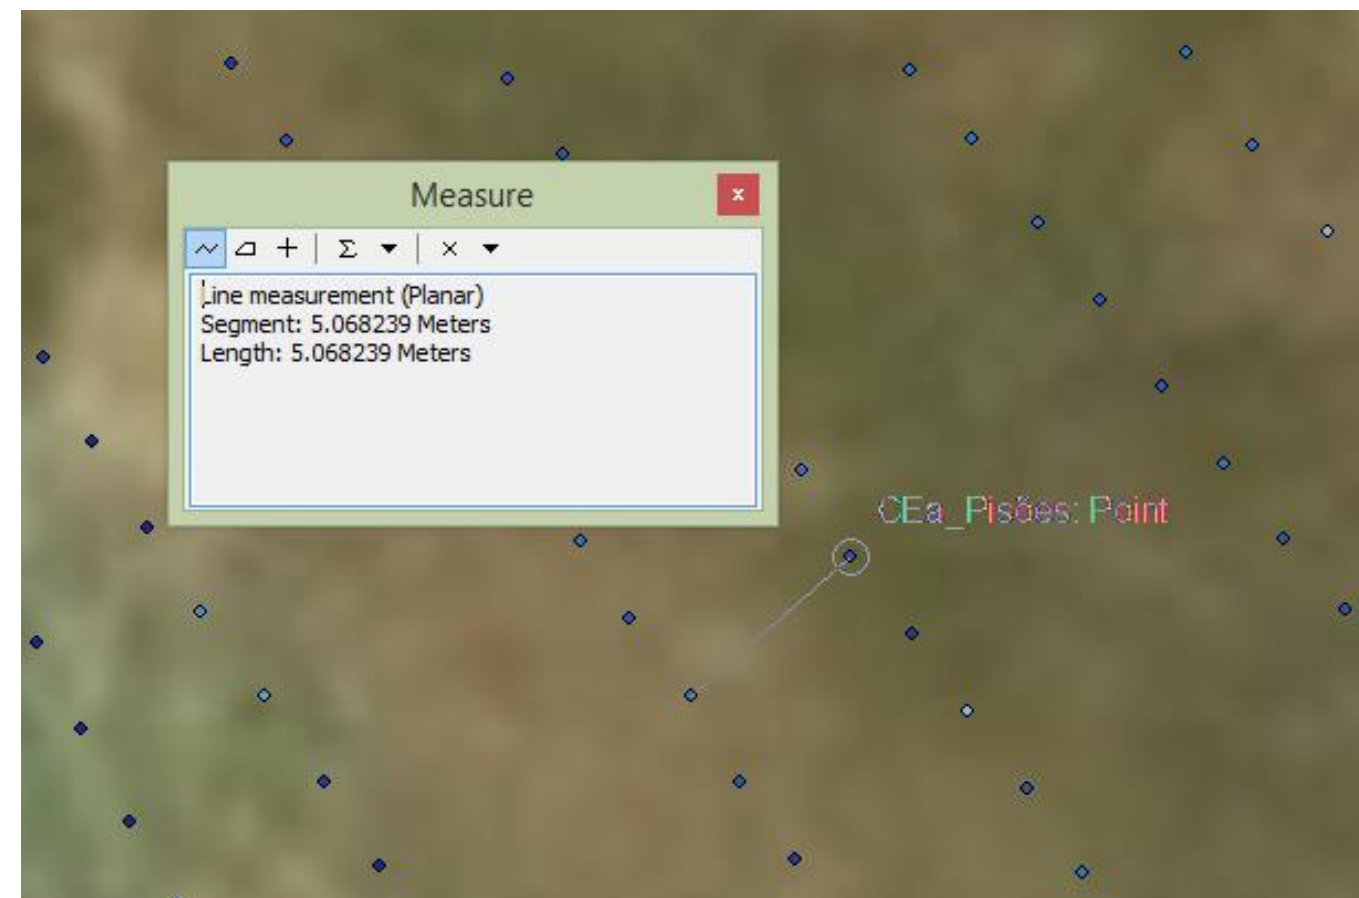 Measure
Line measurement (Planar)
Segment: 5.068239 Meters
Length: 5.068239 Meters
CEa_Pisões: Point